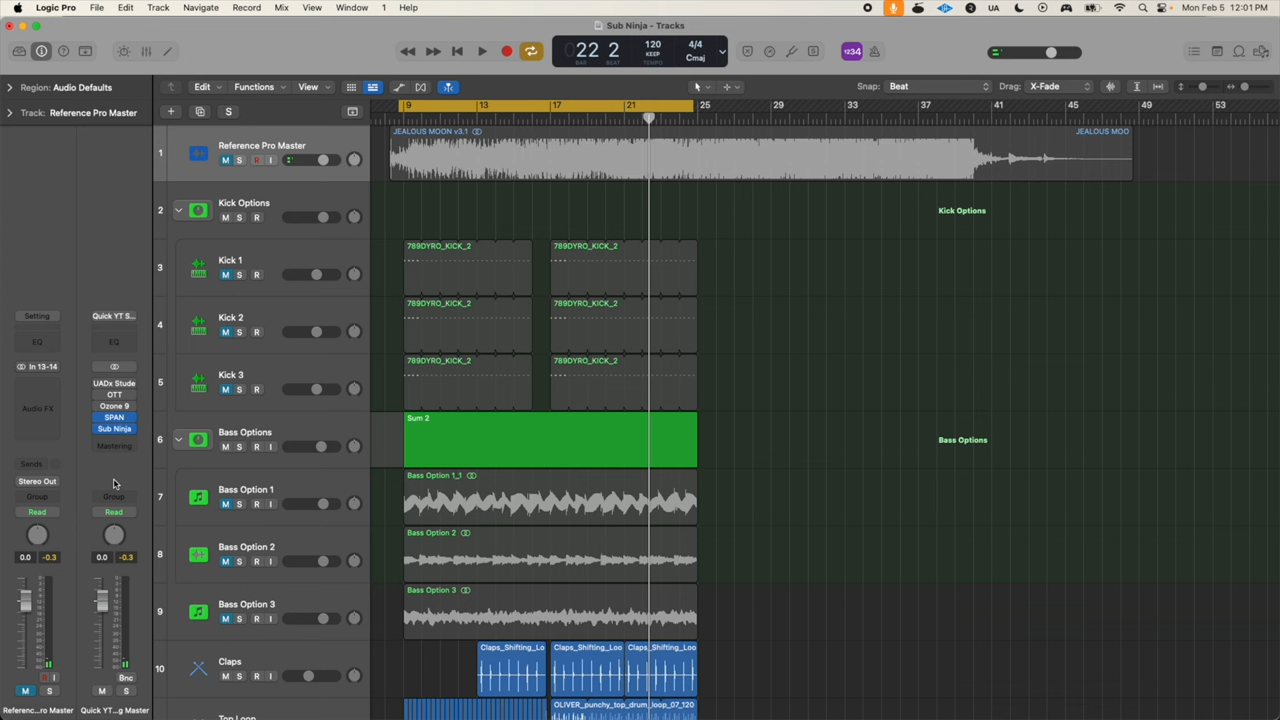 Logic Pro File Edit Track Navigate Record Mix View Window 1 Help
UA Mon Feb 5 12:01 PM
Sub Ninja - Tracks
22 2 120 4/4
BAR BEAT KEEP Cmaj
TEMPO
1234
Region: Audio Defaults
Edit Functions View
Snap: Beat Drag: X-Fade
Track: Reference Pro Master
S
9 13 17 21 25 29 33 37 41 45 49 53
1 Reference Pro Master
M S R I
JEALOUS MOON v3.1 JEALOUS MOO
2 Kick Options
M S R
Kick Options
3 Kick 1
M S R
789DYRO_KICK_2 789DYRO_KICK_2
4 Kick 2
M S R
789DYRO_KICK_2 789DYRO_KICK_2
5 Kick 3
M S R
789DYRO_KICK_2 789DYRO_KICK_2
6 Bass Options
M S R I
Sum 2
Bass Options
7 Bass Option 1
M S R I
Bass Option 1_1
8 Bass Option 2
M S R I
Bass Option 2
9 Bass Option 3
M S R I
Bass Option 3
10 Claps
M S R I
Claps_Shifting_Lo Claps_Shifting_Loo Claps_Shifting_Loo
Top Loop
OLIVER_punchy_top_drum_loop_07_120
Setting Quick YT S...
EQ EQ
In 13-14
Audio FX
UADx Stude
OTT
Ozone 9
SPAN
Sub Ninja
Mastering
Sends
Stereo Out
Group Group
Read Read
0.0 -0.3 0.0 -0.3
R I Bnc
M S M S
Referenc...ro Master Quick YT...g Master